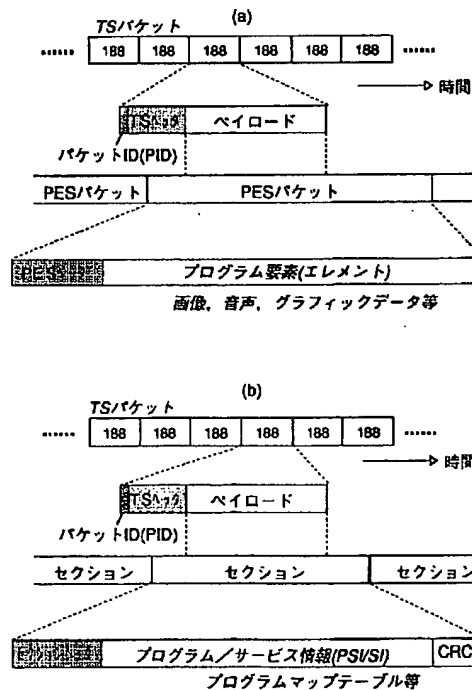 (a)
TSパケット
...... 188 188 188 188 188 188 ......
時間
TSヘッダ ペイロード
パケットID(PID)
PESパケット PESパケット
プログラム要素(エレメント)
画像, 音声, グラフィックデータ等
(b)
TSパケット
...... 188 188 188 188 188 188 ......
時間
TSヘッダ ペイロード
パケットID(PID)
セクション セクション セクション
プログラム／サービス情報(PSI/SI) CRC
プログラムマップテーブル等